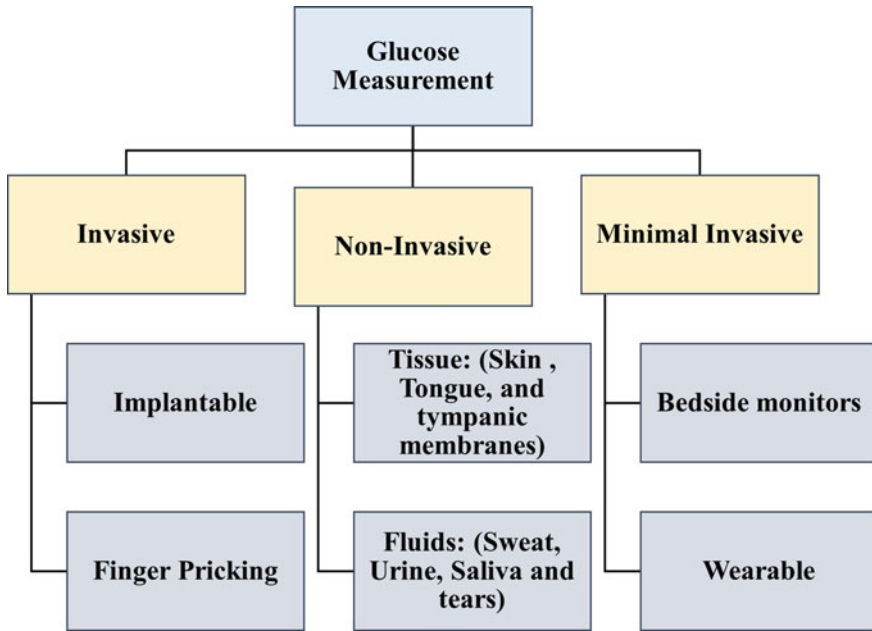 Glucose
Measurement
Invasive
Non-Invasive
Minimal Invasive
Implantable
Tissue: (Skin ,
Tongue, and
tympanic
membranes)
Bedside monitors
Finger Pricking
Fluids: (Sweat,
Urine, Saliva and
tears)
Wearable